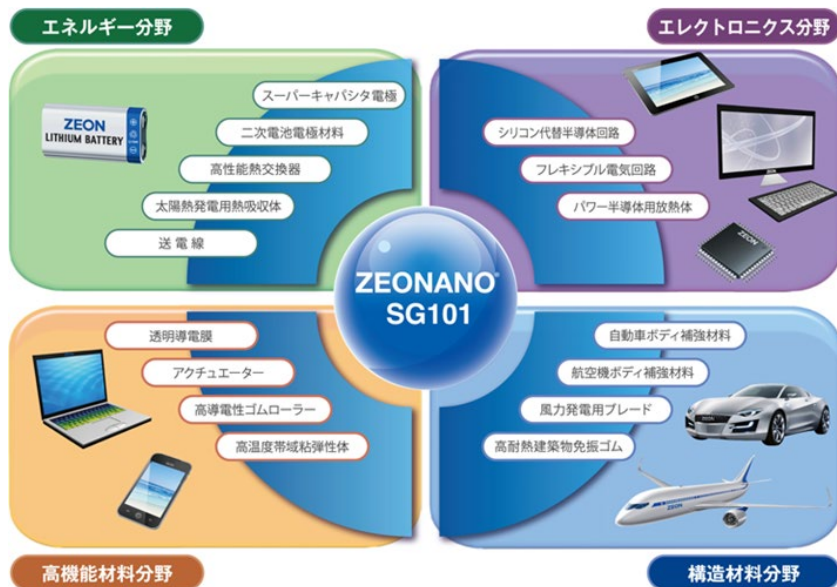 エネルギー分野
エレクトロニクス分野
ZEON
LITHIUM BATTERY
スーパーキャパシタ電極
二次電池電極材料
高性能熱交換器
太陽熱発電用熱吸収体
送電線
シリコン代替半導体回路
フレキシブル電気回路
パワー半導体用放熱体
ZEON
ZEONANO®
SG101
透明導電膜
アクチュエーター
高導電性ゴムローラー
高温度帯域粘弾性体
自動車ボディ補強材料
航空機ボディ補強材料
風力発電用ブレード
高耐熱建築物免振ゴム
ZEON
高機能材料分野
構造材料分野